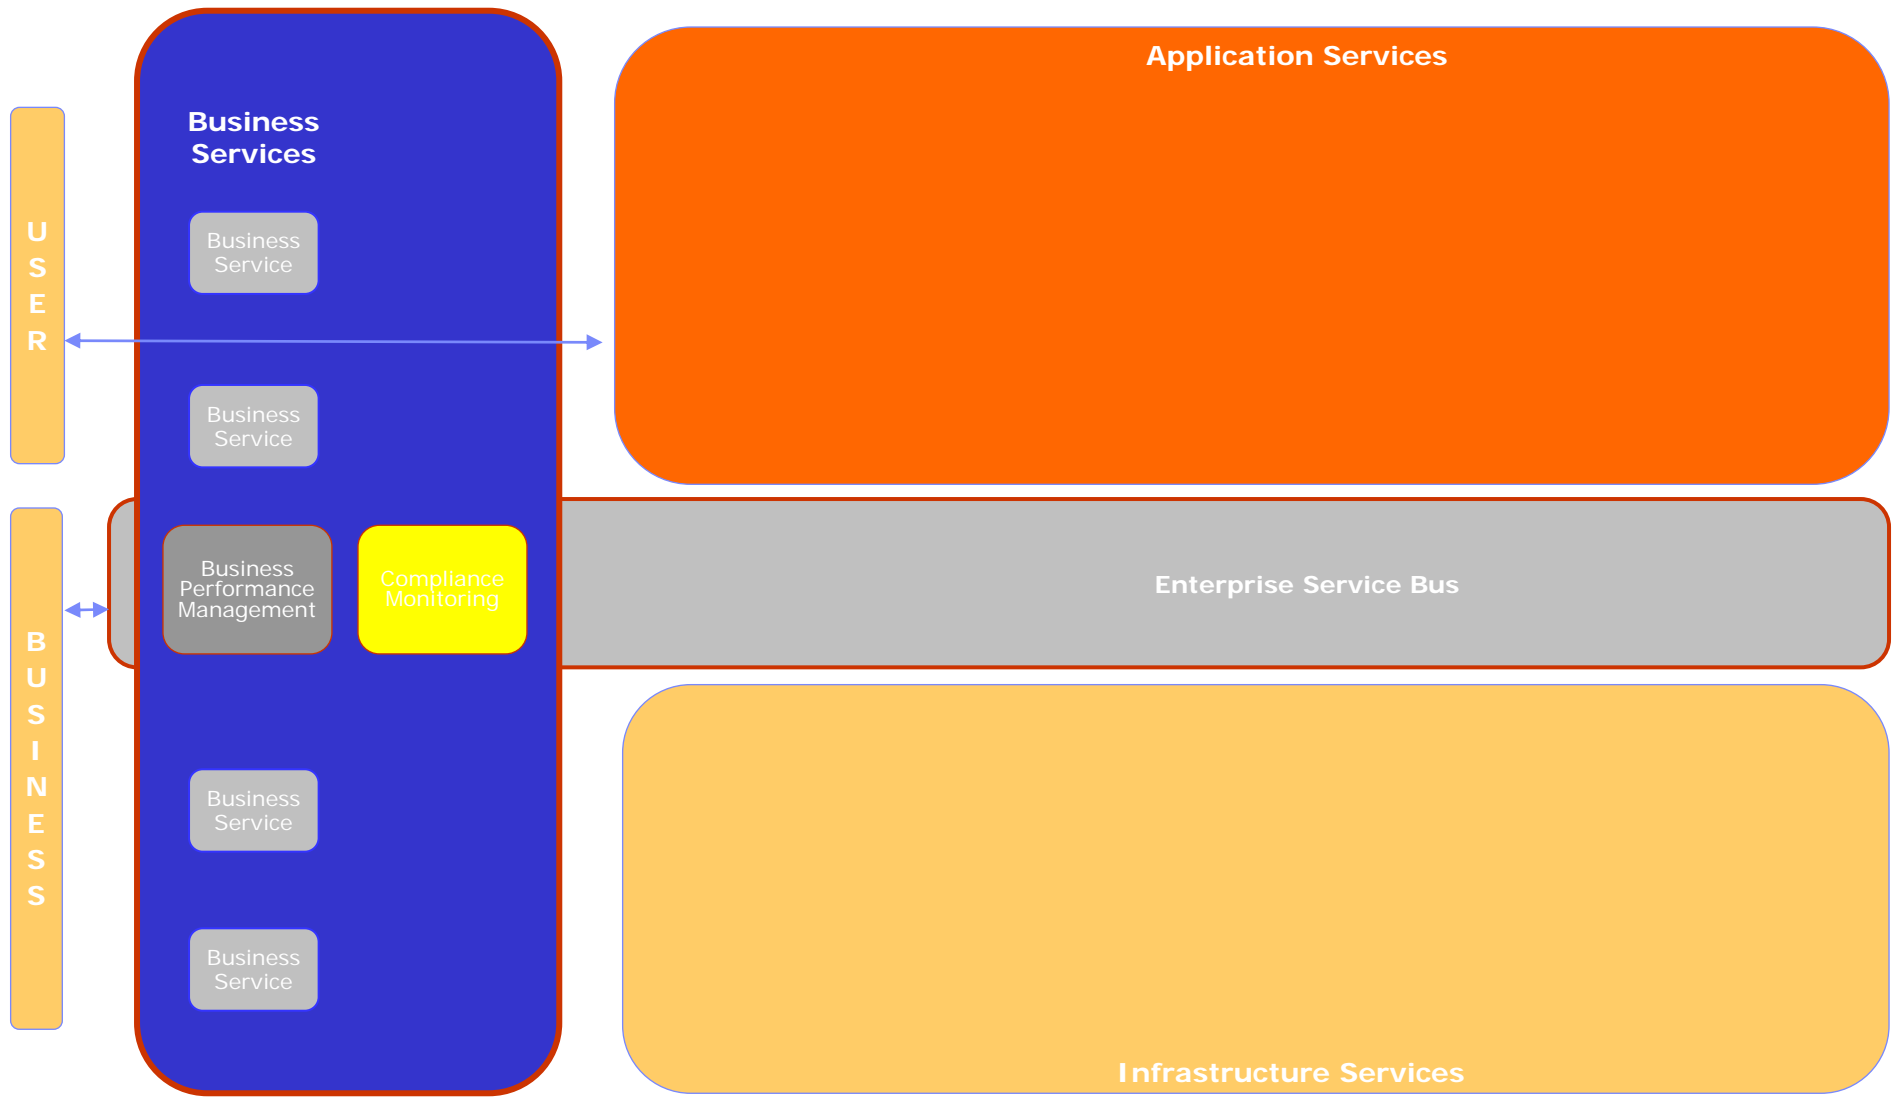 Application Services
Business
Services
U
S
E
R
Business
Service
Business
Service
Business
Performance
Management
Compliance
Monitoring
Enterprise Service Bus
B
U
S
I
N
E
S
S
Business
Service
Business
Service
Infrastructure Services